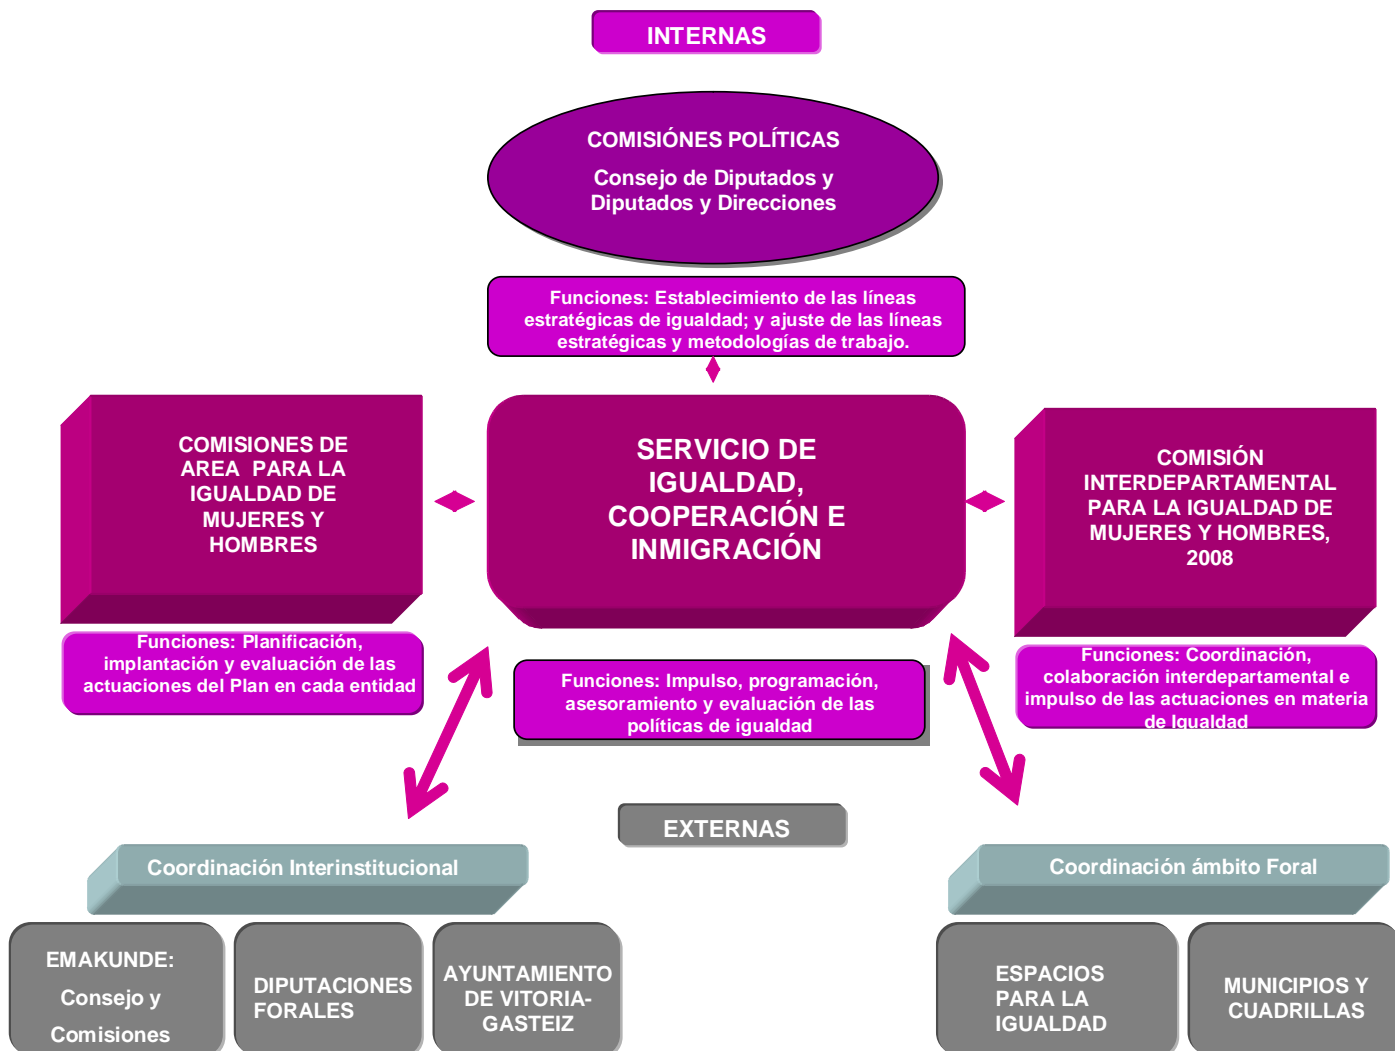 INTERNAS
COMISIÓNES POLÍTICAS
Consejo de Diputados y
Diputados y Direcciones
Funciones: Establecimiento de las líneas
estratégicas de igualdad; y ajuste de las líneas
estratégicas y metodologías de trabajo.
COMISIONES DE
AREA PARA LA
IGUALDAD DE
MUJERES Y
HOMBRES
SERVICIO DE
IGUALDAD,
COOPERACIÓN E
INMIGRACIÓN
COMISIÓN
INTERDEPARTAMENTAL
PARA LA IGUALDAD DE
MUJERES Y HOMBRES,
2008
Funciones: Planificación,
implantación y evaluación de las
actuaciones del Plan en cada entidad
Funciones: Impulso, programación,
asesoramiento y evaluación de las
políticas de igualdad
Funciones: Coordinación,
colaboración interdepartamental e
impulso de las actuaciones en materia
de Igualdad
EXTERNAS
Coordinación Interinstitucional
Coordinación ámbito Foral
EMAKUNDE:
Consejo y
Comisiones
DIPUTACIONES
FORALES
AYUNTAMIENTO
DE VITORIA-
GASTEIZ
ESPACIOS
PARA LA
IGUALDAD
MUNICIPIOS Y
CUADRILLAS